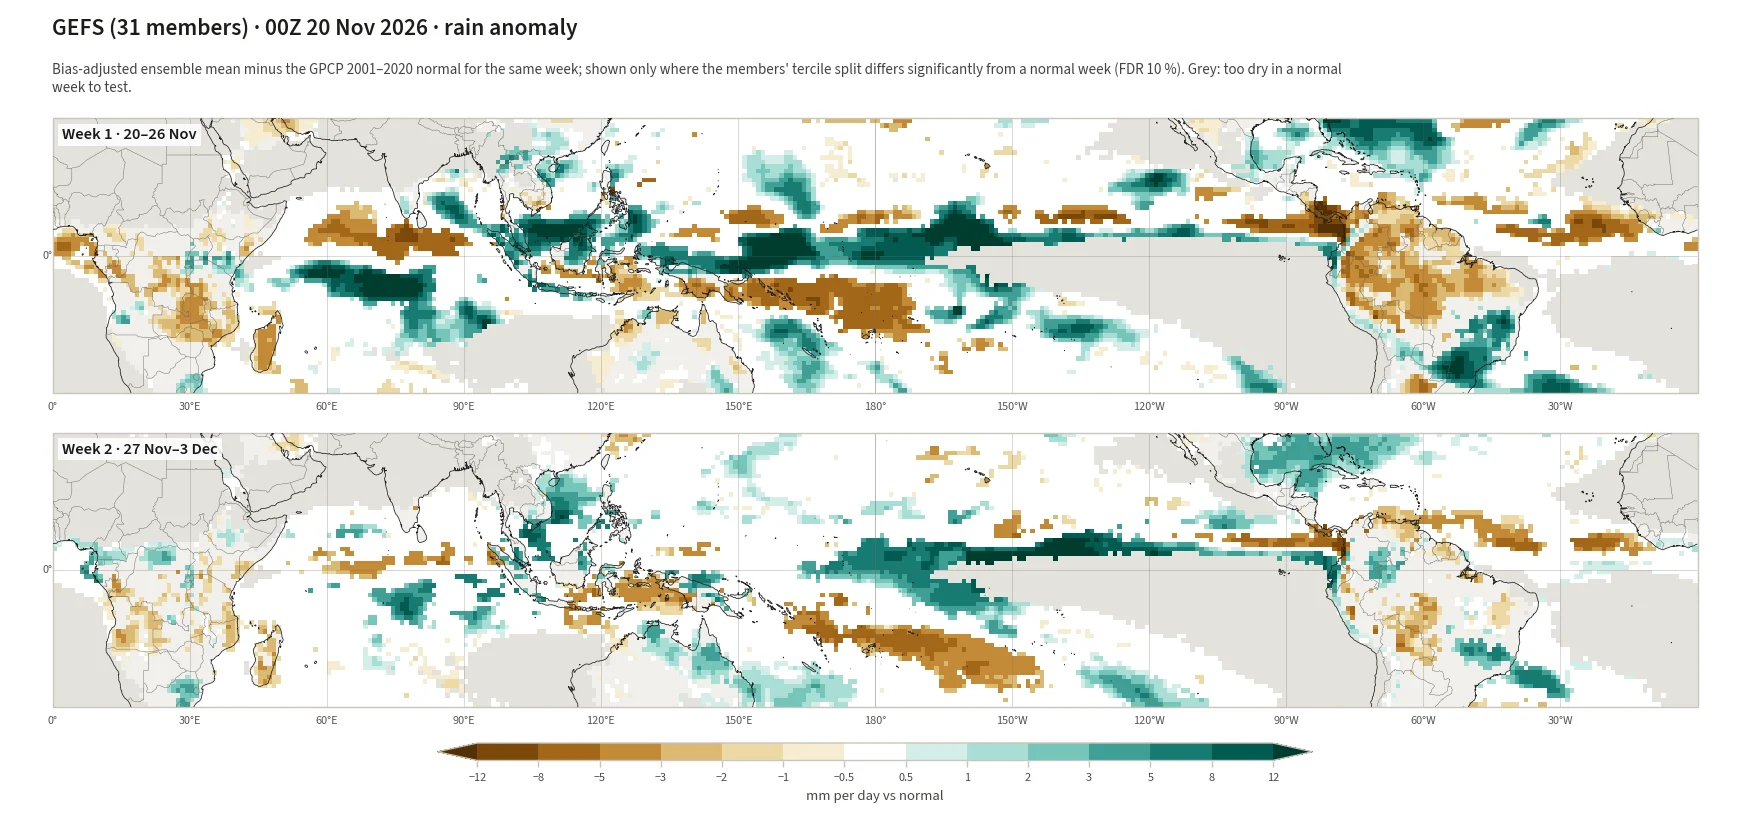 GEFS (31 members) · 00Z 20 Nov 2026 · rain anomaly
Bias-adjusted ensemble mean minus the GPCP 2001–2020 normal for the same week; shown only where the members' tercile split differs significantly from a normal week (FDR 10 %). Grey: too dry in a normal
week to test.
Week 1 · 20–26 Nov
0°
0° 30°E 60°E 90°E 120°E 150°E 180° 150°W 120°W 90°W 60°W 30°W
Week 2 · 27 Nov–3 Dec
0°
0° 30°E 60°E 90°E 120°E 150°E 180° 150°W 120°W 90°W 60°W 30°W
−12 −8 −5 −3 −2 −1 −0.5 0.5 1 2 3 5 8 12
mm per day vs normal